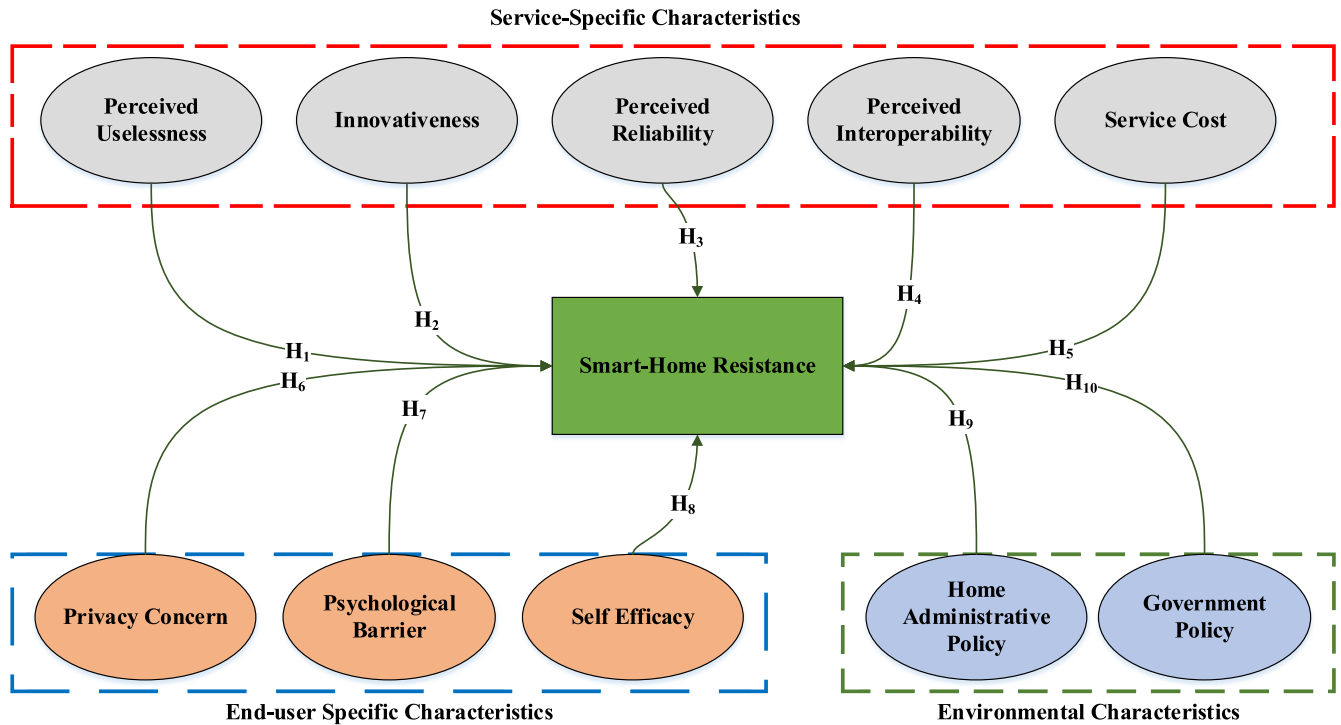 Service-Specific Characteristics
Perceived
Uselessness
Innovativeness
Perceived
Reliability
Perceived
Interoperability
Service Cost
H₁
H₂
H₃
H₄
H₅
Smart-Home Resistance
H₆
H₇
H₈
H₉
H₁₀
Privacy Concern
Psychological
Barrier
Self Efficacy
Home
Administrative
Policy
Government
Policy
End-user Specific Characteristics
Environmental Characteristics